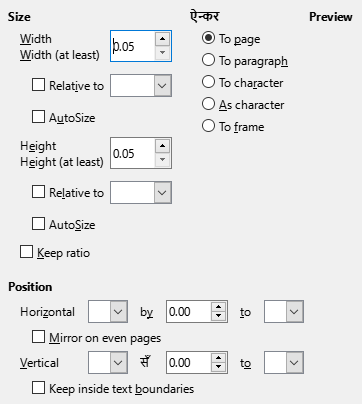 Size ऐन्कर Preview
Width
Width (at least) 0.05 To page
Relative to To paragraph
To character
AutoSize As character
Height
Height (at least) 0.05 To frame
Relative to
AutoSize
Keep ratio
Position
Horizontal by 0.00 to
Mirror on even pages
Vertical सँ 0.00 to
Keep inside text boundaries